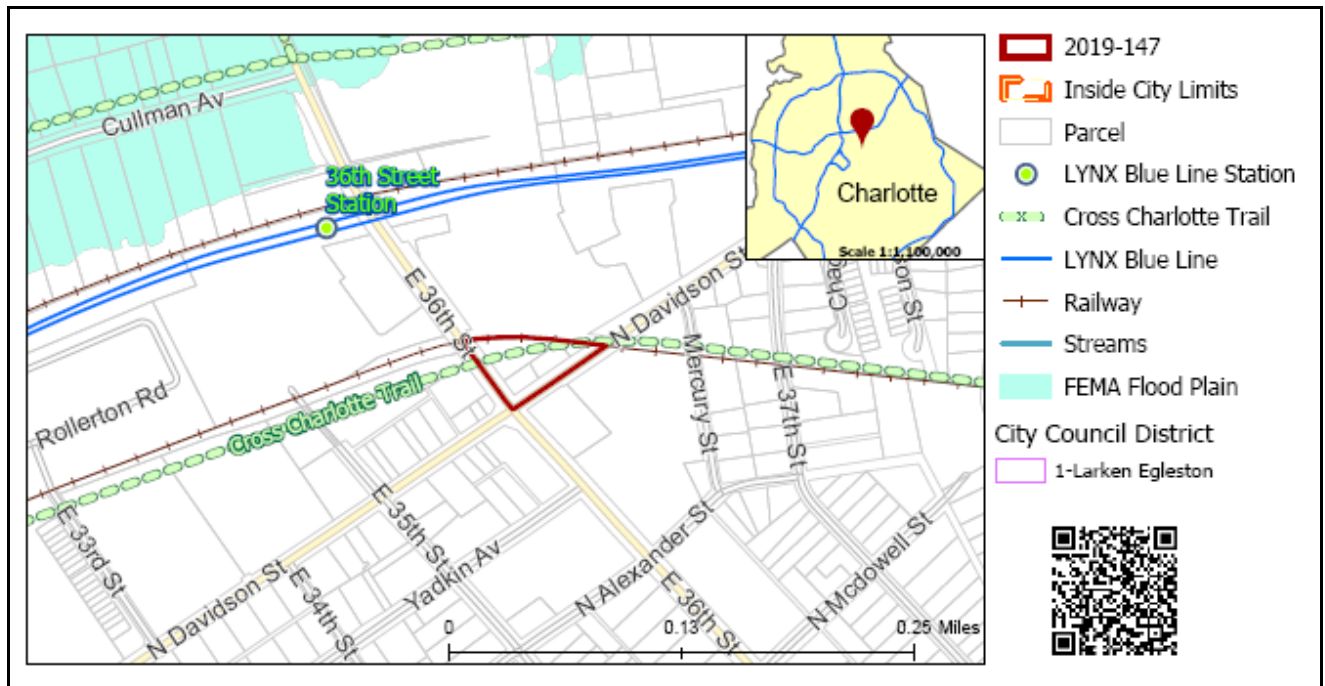 Cullman Av
36th Street
Station
E 36th St
Rollerton Rd
Cross Charlotte Trail
E 33rd St
N Davidson St
E 34th St
E 35th St
Yadkin Av
N Davidson St
Mercury St
E 37th St
N Alexander St
N Mcdowell St
E 36th St
0
0.13
0.25 Miles
Charlotte
Scale 1:1,100,000
son St
2019-147
Inside City Limits
Parcel
LYNX Blue Line Station
Cross Charlotte Trail
LYNX Blue Line
Railway
Streams
FEMA Flood Plain
City Council District
1-Larken Egleston